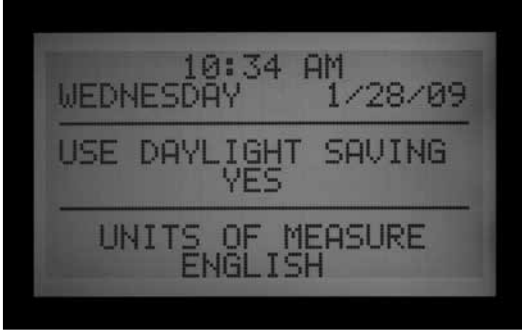 10:34 AM
WEDNESDAY 1/28/09
USE DAYLIGHT SAVING
YES
UNITS OF MEASURE
ENGLISH